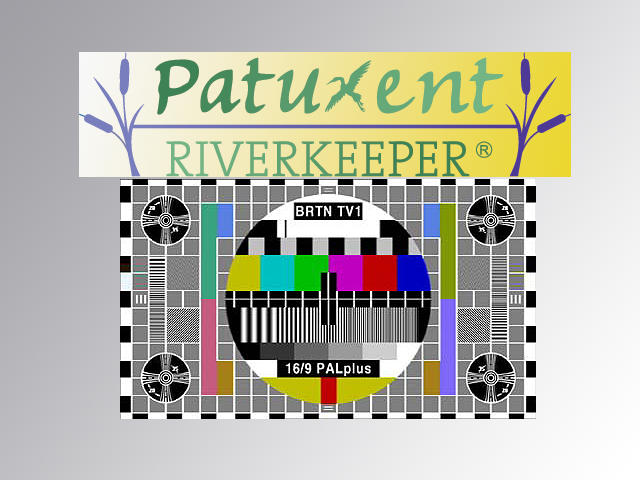 Patuxent
RIVERKEEPER®
BRTN TV1
16/9 PALplus